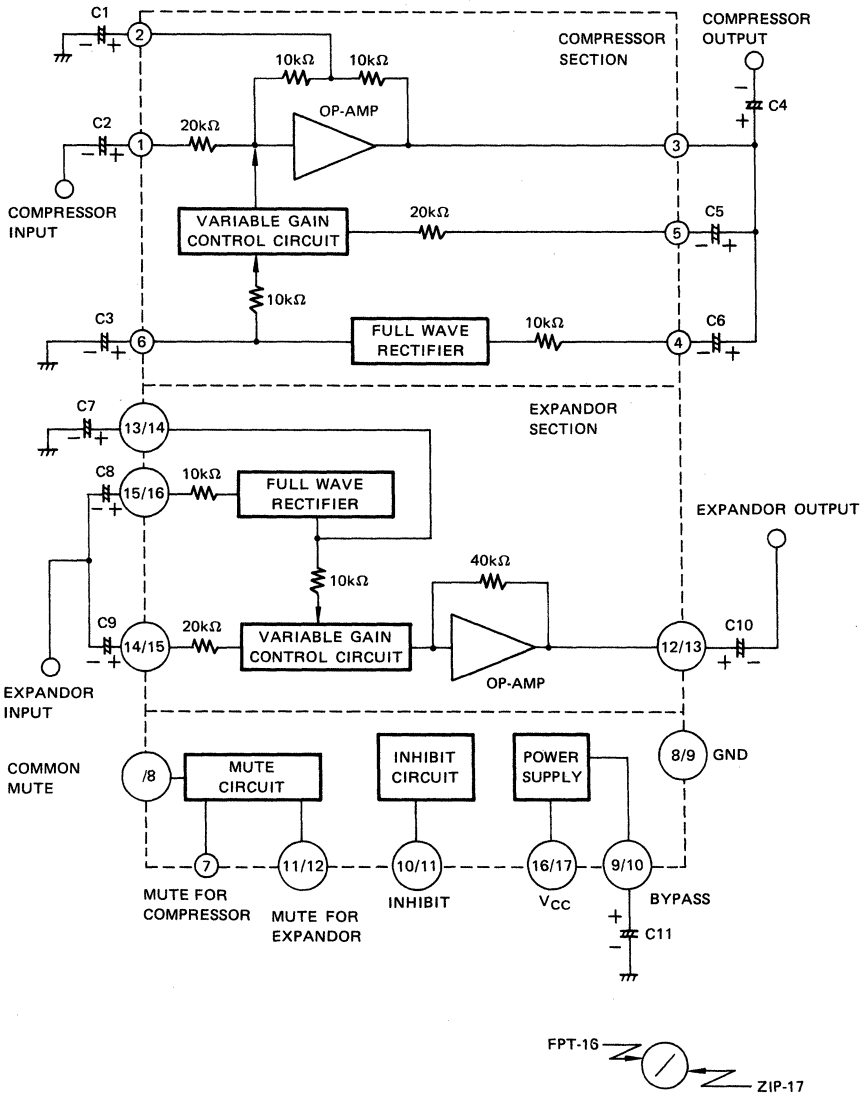 C1
2
COMPRESSOR
SECTION
COMPRESSOR
OUTPUT
10kΩ
10kΩ
OP-AMP
C4
C2
1
20kΩ
3
COMPRESSOR
INPUT
VARIABLE GAIN
CONTROL CIRCUIT
20kΩ
5
C5
10kΩ
C3
6
FULL WAVE
RECTIFIER
10kΩ
4
C6
EXPANDOR
SECTION
C7
13/14
C8
15/16
10kΩ
FULL WAVE
RECTIFIER
EXPANDOR OUTPUT
10kΩ
40kΩ
C9
14/15
20kΩ
VARIABLE GAIN
CONTROL CIRCUIT
OP-AMP
12/13
C10
EXPANDOR
INPUT
COMMON
MUTE
/8
MUTE
CIRCUIT
INHIBIT
CIRCUIT
POWER
SUPPLY
8/9
GND
7
11/12
10/11
16/17
9/10
MUTE FOR
COMPRESSOR
MUTE FOR
EXPANDOR
INHIBIT
VCC
BYPASS
C11
FPT-16
/
ZIP-17